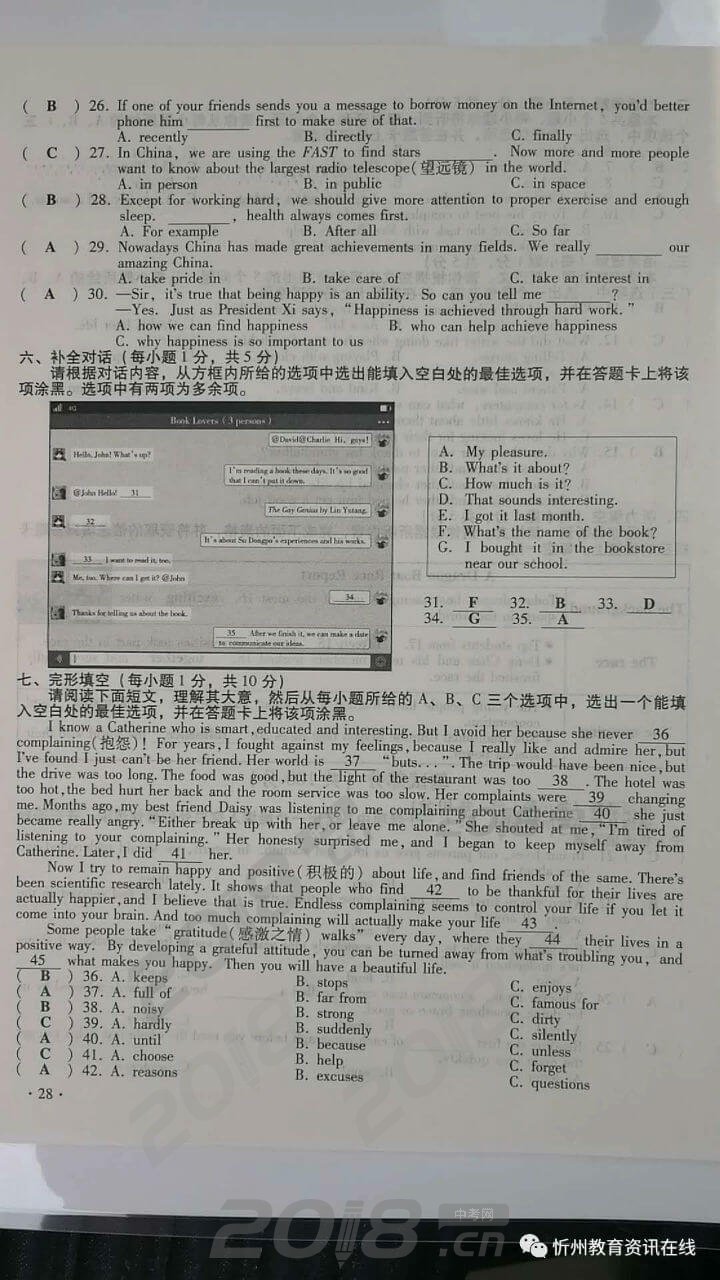 ( B ) 26. If one of your friends sends you a message to borrow money on the Internet, you'd better
phone him ________ first to make sure of that.
A. recently B. directly C. finally
( C ) 27. In China, we are using the FAST to find stars ________. Now more and more people
want to know about the largest radio telescope(望远镜) in the world.
A. in person B. in public C. in space
( B ) 28. Except for working hard, we should give more attention to proper exercise and enough
sleep. ________, health always comes first.
A. For example B. After all C. So far
( A ) 29. Nowadays China has made great achievements in many fields. We really ________ our
amazing China.
A. take pride in B. take care of C. take an interest in
( A ) 30. —Sir, it's true that being happy is an ability. So can you tell me ________?
—Yes. Just as President Xi says, "Happiness is achieved through hard work."
A. how we can find happiness B. who can help achieve happiness
C. why happiness is so important to us
六、补全对话(每小题1分，共5分)
请根据对话内容，从方框内所给的选项中选出能填入空白处的最佳选项，并在答题卡上将该
项涂黑。选项中有两项为多余项。
4G
Book Lovers (3 persons)
@David@Charlie Hi, guys!
Hello, John! What's up?
I'm reading a book these days. It's so good
that I can't put it down.
@John Hello! 31
The Gay Genius by Lin Yutang.
32
It's about Su Dongpo's experiences and his works.
33 I want to read it, too.
Me, too. Where can I get it? @John
34
Thanks for telling us about the book.
35 After we finish it, we can make a date
to communicate our ideas.
A. My pleasure.
B. What's it about?
C. How much is it?
D. That sounds interesting.
E. I got it last month.
F. What's the name of the book?
G. I bought it in the bookstore
near our school.
31. F 32. B 33. D
34. G 35. A
七、完形填空(每小题1分，共10分)
请阅读下面短文，理解其大意，然后从每小题所给的A、B、C三个选项中，选出一个能填
入空白处的最佳选项，并在答题卡上将该项涂黑。
I know a Catherine who is smart, educated and interesting. But I avoid her because she never 36
complaining(抱怨)! For years, I fought against my feelings, because I really like and admire her, but
I've found I just can't be her friend. Her world is 37 "buts...". The trip would have been nice, but
the drive was too long. The food was good, but the light of the restaurant was too 38 . The hotel was
too hot, the bed hurt her back and the room service was too slow. Her complaints were 39 changing
me. Months ago, my best friend Daisy was listening to me complaining about Catherine 40 she just
became really angry. "Either break up with her, or leave me alone." She shouted at me, "I'm tired of
listening to your complaining." Her honesty surprised me, and I began to keep myself away from
Catherine. Later, I did 41 her.
Now I try to remain happy and positive(积极的) about life, and find friends of the same. There's
been scientific research lately. It shows that people who find 42 to be thankful for their lives are
actually happier, and I believe that is true. Endless complaining seems to control your life if you let it
come into your brain. And too much complaining will actually make your life 43 .
Some people take "gratitude(感激之情) walks" every day, where they 44 their lives in a
positive way. By developing a grateful attitude, you can be turned away from what's troubling you, and
45 what makes you happy. Then you will have a beautiful life.
( B ) 36. A. keeps B. stops C. enjoys
( A ) 37. A. full of B. far from C. famous for
( B ) 38. A. noisy B. strong C. dirty
( C ) 39. A. hardly B. suddenly C. silently
( A ) 40. A. until B. because C. unless
( C ) 41. A. choose B. help C. forget
( A ) 42. A. reasons B. excuses C. questions
· 28 ·
2018
中考网
.cn
忻州教育资讯在线